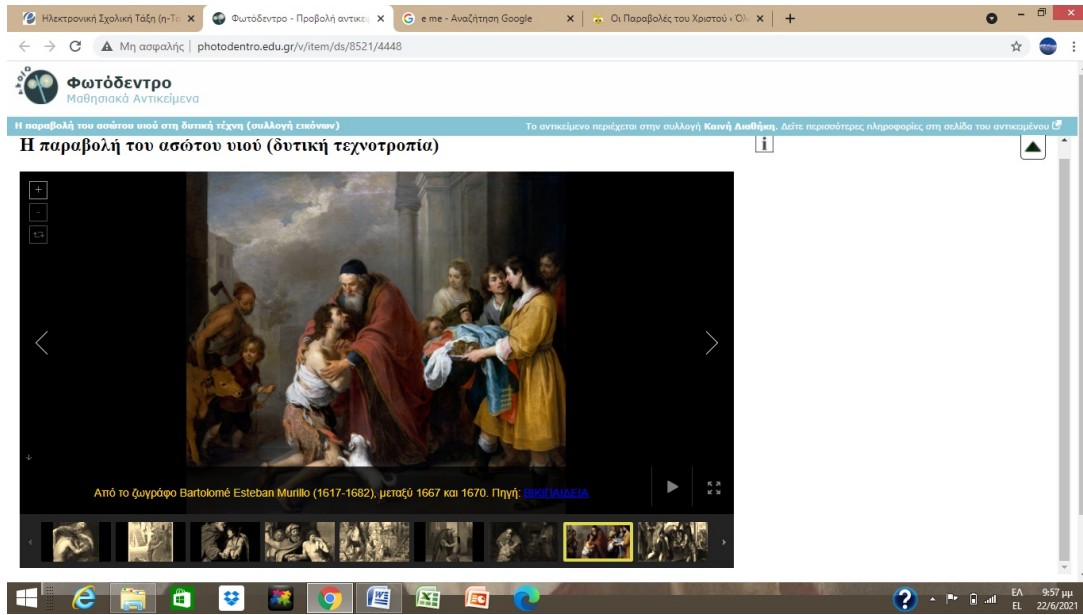 Ηλεκτρονική Σχολική Τάξη (η-Τά
Φωτόδεντρο - Προβολή αντικει
e me - Αναζήτηση Google
Οι Παραβολές του Χριστού «Όλ
Μη ασφαλής
photodentro.edu.gr/v/item/ds/8521/4448
Φωτόδεντρο
Μαθησιακά Αντικείμενα
Η παραβολή του ασώτου υιού στη δυτική τέχνη (συλλογή εικόνων)
Το αντικείμενο περιέχεται στην συλλογή Καινή Διαθήκη. Δείτε περισσότερες πληροφορίες στη σελίδα του αντικειμένου
Η παραβολή του ασότου υιού (δυτική τεχνοτροπία)
i
Από το ζωγράφο Bartolomé Esteban Murillo (1617-1682), μεταξύ 1667 και 1670. Πηγή: ΒΙΚΙΠΑΙΔΕΙΑ
ΕΛ 9:57 μμ
EL 22/6/2021